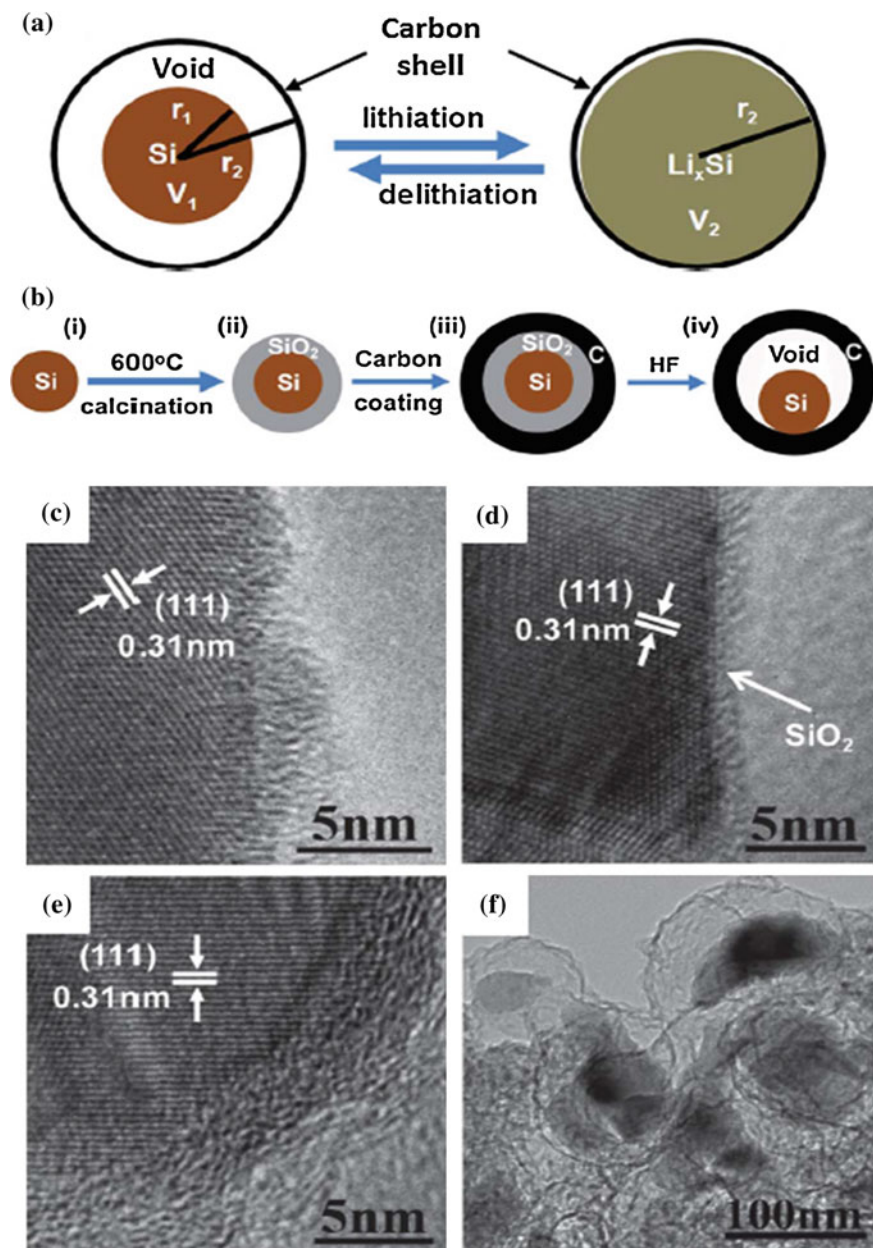 (a)
Carbon
shell
Void
r₁
Si
r₂
V₁
lithiation
delithiation
r₂
LiₓSi
V₂
(b)
(i)
Si
600°C
calcination
(ii)
SiO₂
Si
Carbon
coating
(iii)
SiO₂
C
Si
HF
(iv)
Void
C
Si
(c)
(111)
0.31nm
5nm
(d)
(111)
0.31nm
SiO₂
5nm
(e)
(111)
0.31nm
5nm
(f)
100nm